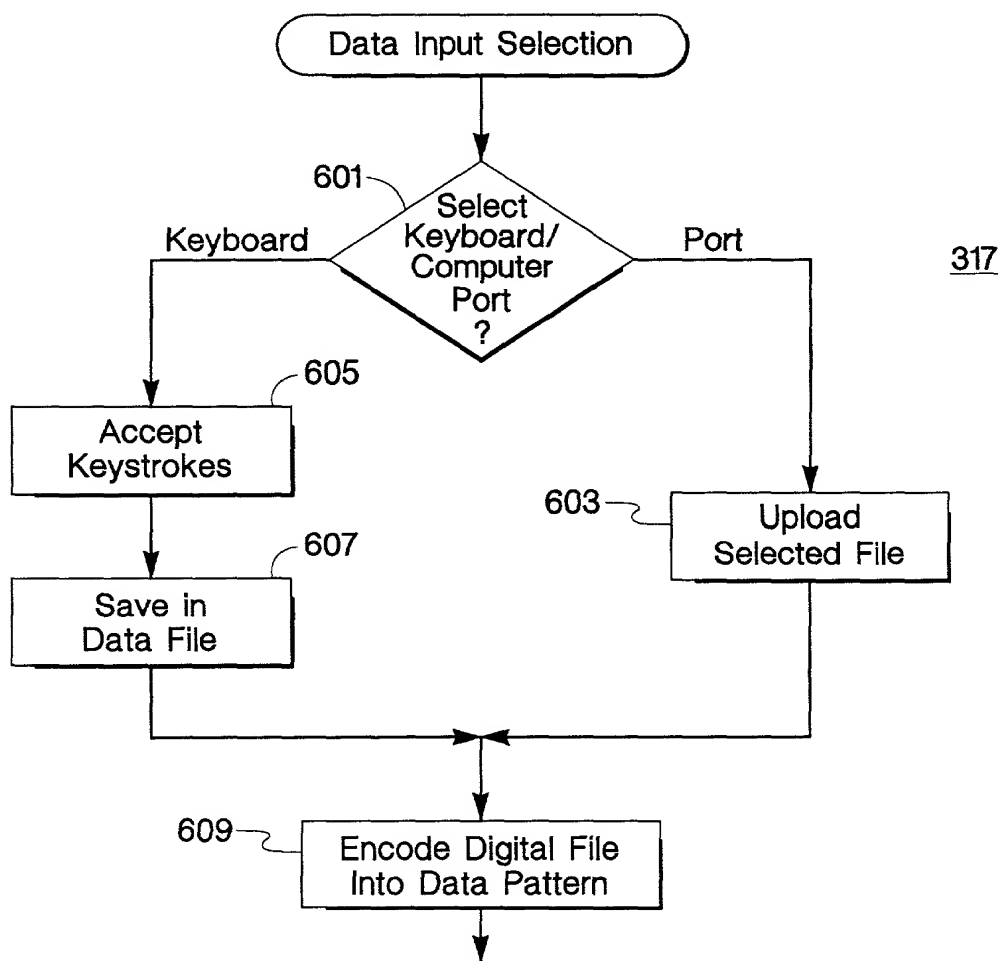 Data Input Selection
601
Select
Keyboard/
Computer
Port
?
Keyboard
Port
317
605
Accept
Keystrokes
603
Upload
Selected File
607
Save in
Data File
609
Encode Digital File
Into Data Pattern